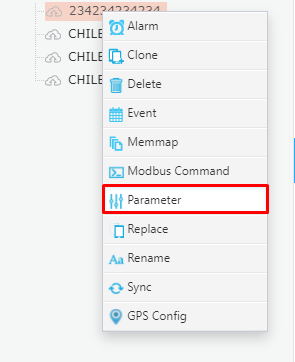 234234234234
CHILE
CHILE
CHILE
Alarm
Clone
Delete
Event
Memmap
Modbus Command
Parameter
Replace
Aa Rename
Sync
GPS Config